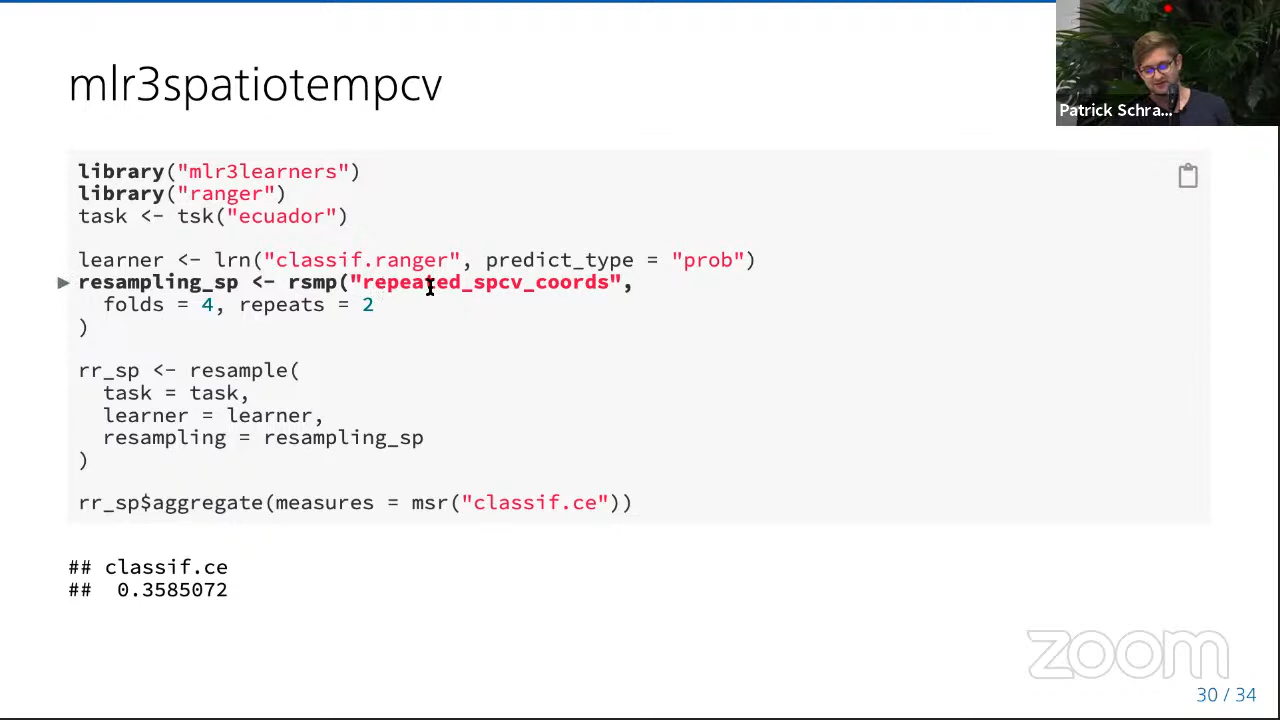 mlr3spatiotempcv
Patrick Schra...
library("mlr3learners")
library("ranger")
task <- tsk("ecuador")
learner <- lrn("classif.ranger", predict_type = "prob")
resampling_sp <- rsmp("repeated_spcv_coords",
folds = 4, repeats = 2
)
rr_sp <- resample(
task = task,
learner = learner,
resampling = resampling_sp
)
rr_sp$aggregate(measures = msr("classif.ce"))
## classif.ce
## 0.3585072
zoom
30 / 34